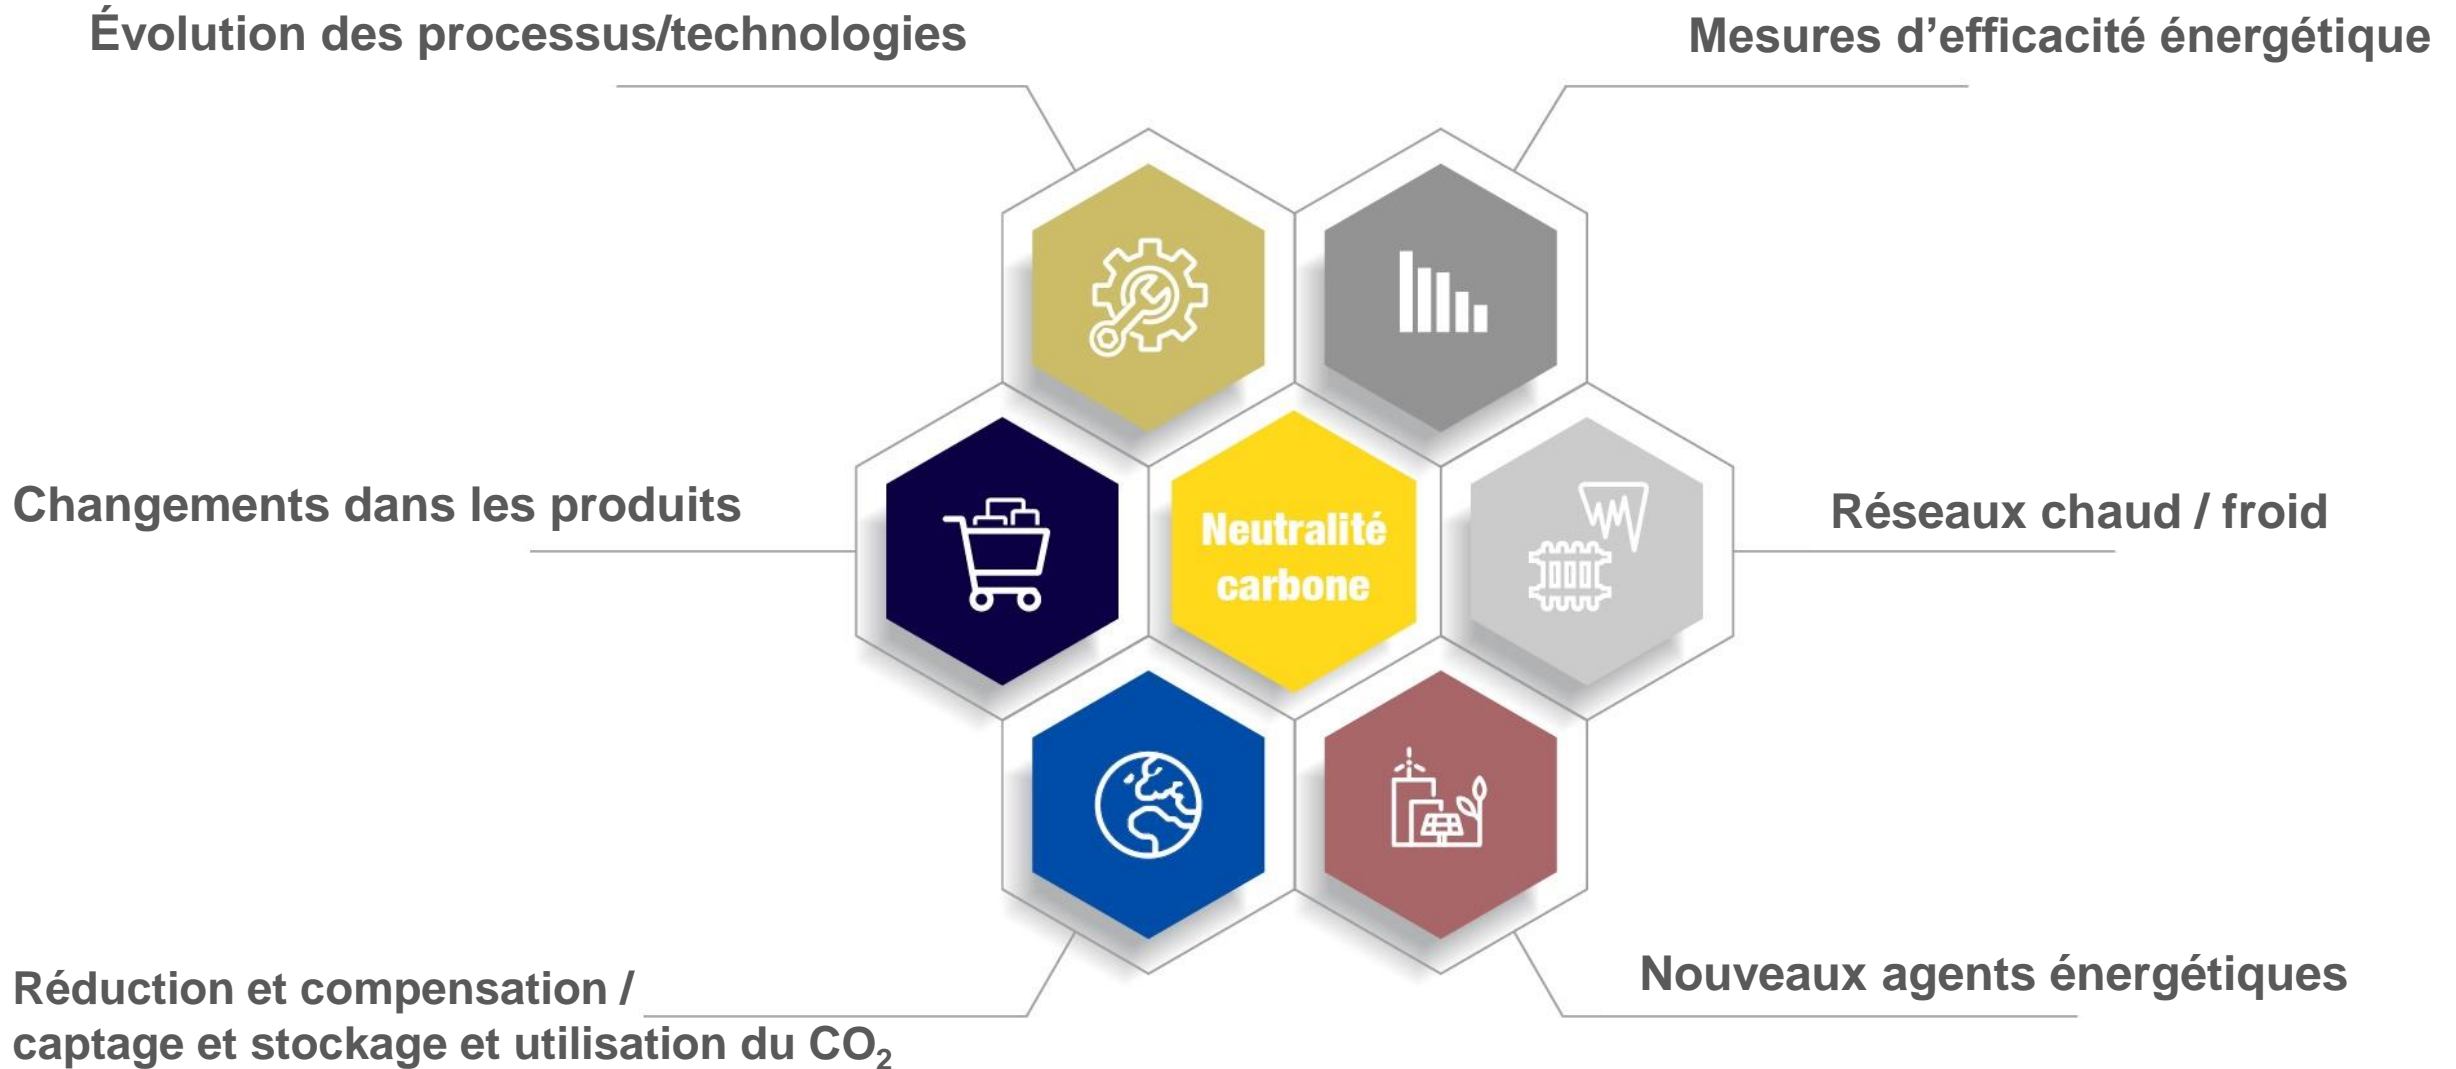 Évolution des processus/technologies
Mesures d’efficacité énergétique
Changements dans les produits
Neutralité
carbone
Réseaux chaud / froid
Réduction et compensation /
captage et stockage et utilisation du CO₂
Nouveaux agents énergétiques